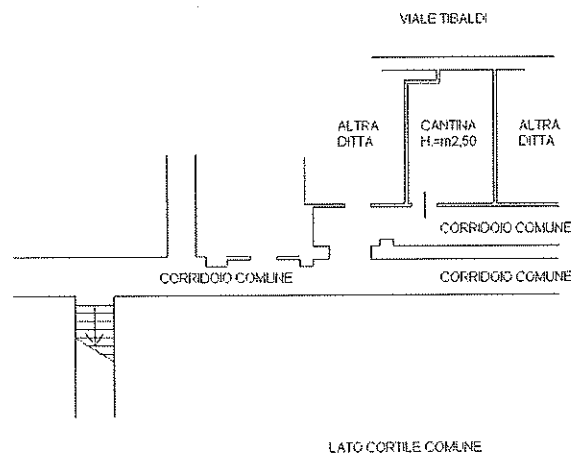 VIALE TIBALDI
ALTRA
DITTA
CANTINA
H.=m2,50
ALTRA
DITTA
CORRIDOIO COMUNE
CORRIDOIO COMUNE
CORRIDOIO COMUNE
LATO CORTILE COMUNE